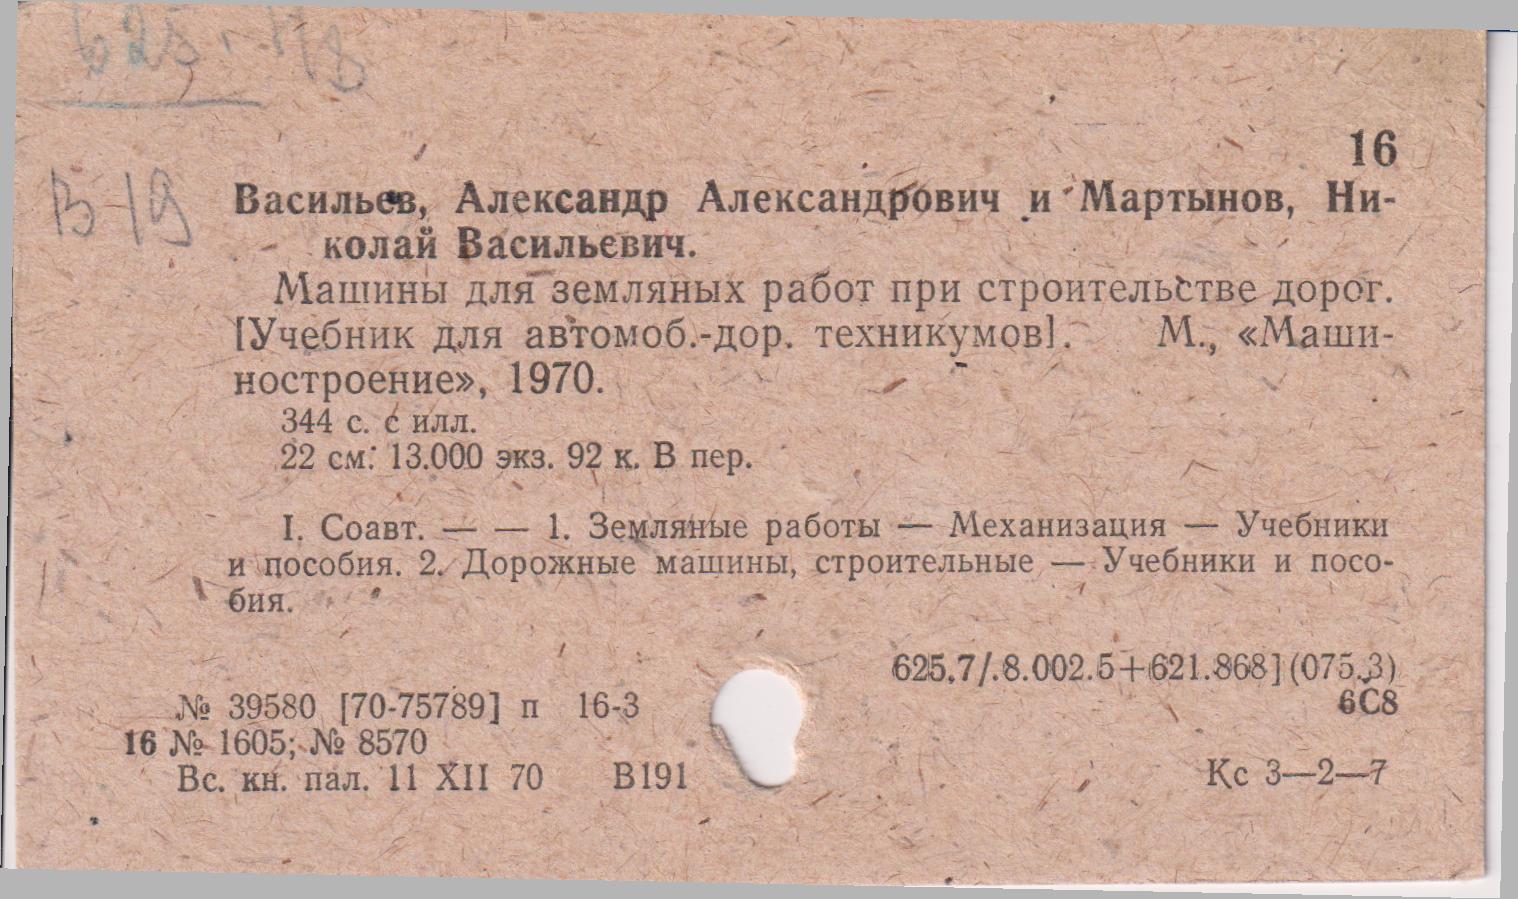 16
В 19
Васильев, Александр Александрович и Мартынов, Ни-
колай Васильевич.
Машины для земляных работ при строительстве дорог.
[Учебник для автомоб.-дор. техникумов]. М., «Маши-
ностроение», 1970.
344 с. с илл.
22 см. 13.000 экз. 92 к. В пер.
I. Соавт. — — 1. Земляные работы — Механизация — Учебники
и пособия. 2. Дорожные машины, строительные — Учебники и посо-
бия.
625.7/.8.002.5+621.868] (075.3)
6С8
№ 39580 [70-75789] п 16-3
16 № 1605; № 8570
Вс. кн. пал. 11 XII 70 В191
Кс 3—2—7